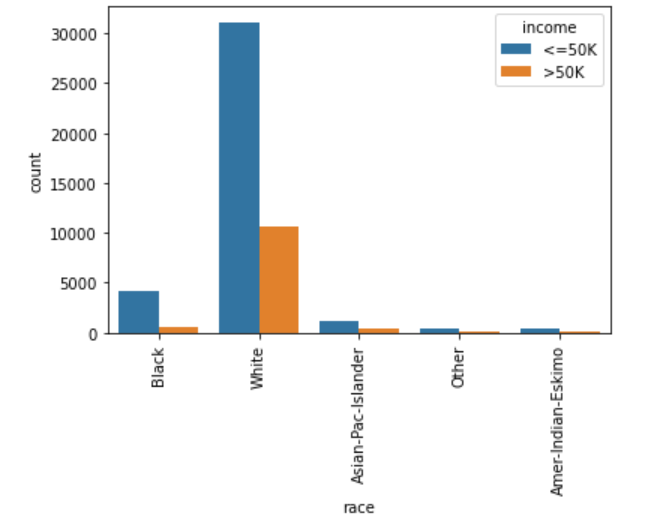 income
<=50K
>50K
30000
25000
20000
15000
10000
5000
0
count
Black
White
Asian-Pac-Islander
Other
Amer-Indian-Eskimo
race